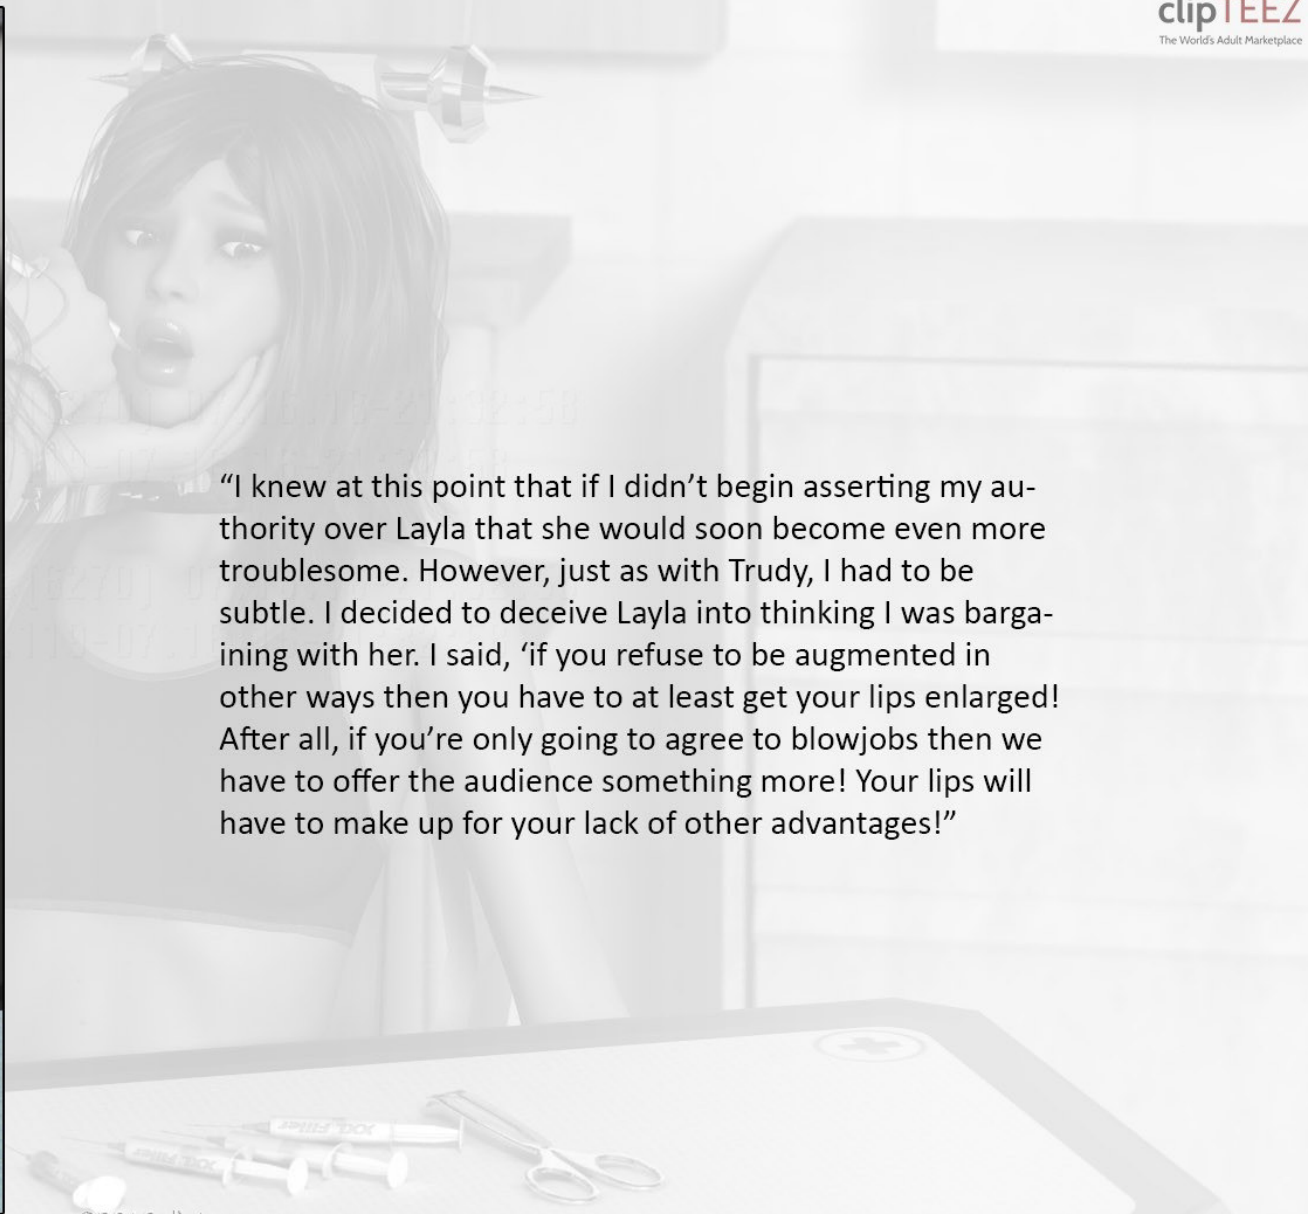 clipTEEZ
The World's Adult Marketplace
“I knew at this point that if I didn’t begin asserting my au-
thority over Layla that she would soon become even more
troublesome. However, just as with Trudy, I had to be
subtle. I decided to deceive Layla into thinking I was barga-
ining with her. I said, ‘if you refuse to be augmented in
other ways then you have to at least get your lips enlarged!
After all, if you’re only going to agree to blowjobs then we
have to offer the audience something more! Your lips will
have to make up for your lack of other advantages!”
XXL Filler
XXL Filler